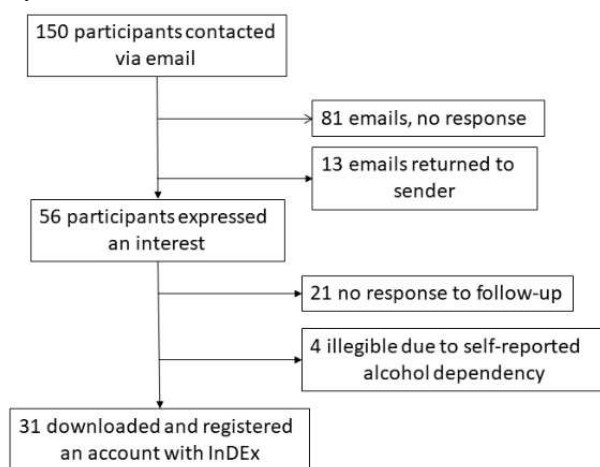 150 participants contacted
via email
81 emails, no response
13 emails returned to
sender
56 participants expressed
an interest
21 no response to follow-up
4 illegible due to self-reported
alcohol dependency
31 downloaded and registered
an account with InDEx